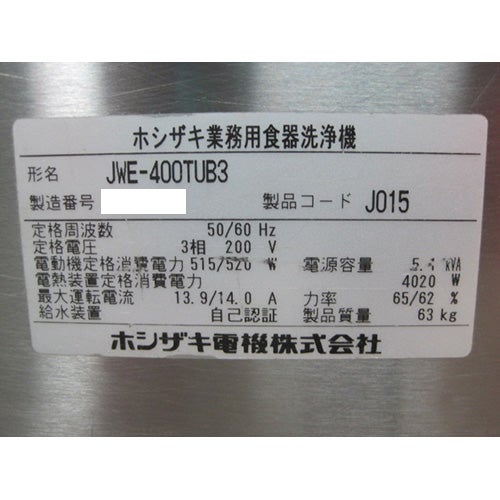 ホシザキ業務用食器洗浄機
形名 JWE-400TUB3
製造番号 製品コード J015
定格周波数 50/60 Hz
定格電圧 3相 200 V
電動機定格消費電力 515/520 W 電源容量 5. kVA
電熱装置定格消費電力 4020 W
最大運転電流 13.9/14.0 A 力率 65/62 %
給水装置 自己認証 製品質量 63 kg
ホシザキ電機株式会社